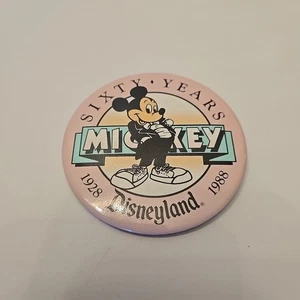 SIXTY · YEARS
MICKEY
1928 1988
Disneyland®